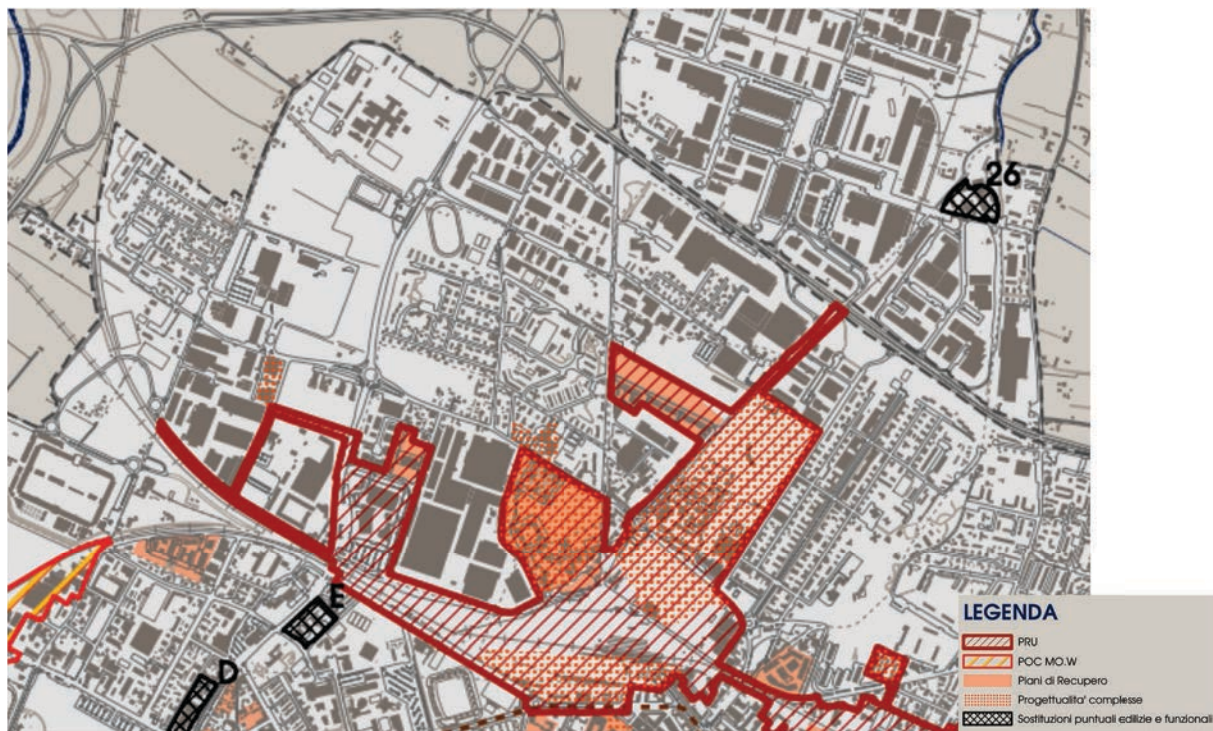 26
E
D
LEGENDA
PRU
POC MO.W
Piani di Recupero
Progettualita' complesse
Sostituzioni puntuali edilizie e funzionali